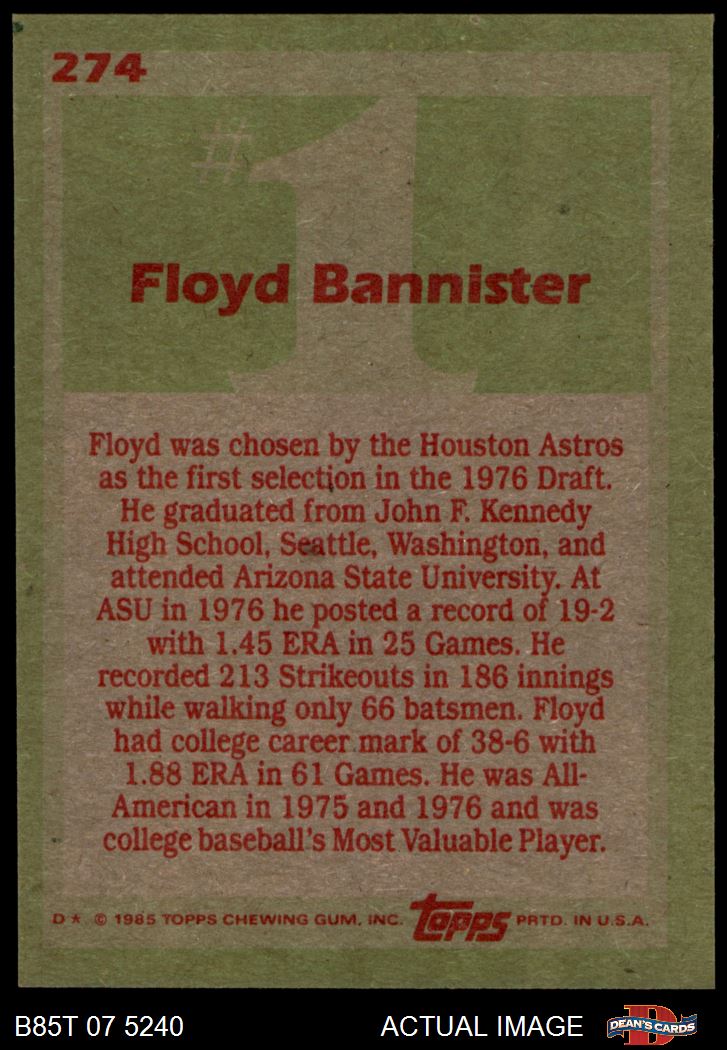 274
#1
Floyd Bannister
Floyd was chosen by the Houston Astros
as the first selection in the 1976 Draft.
He graduated from John F. Kennedy
High School, Seattle, Washington, and
attended Arizona State University. At
ASU in 1976 he posted a record of 19-2
with 1.45 ERA in 25 Games. He
recorded 213 Strikeouts in 186 innings
while walking only 66 batsmen. Floyd
had college career mark of 38-6 with
1.88 ERA in 61 Games. He was All-
American in 1975 and 1976 and was
college baseball's Most Valuable Player.
D* © 1985 TOPPS CHEWING GUM, INC. Topps PRTD. IN U.S.A.
B85T 07 5240 ACTUAL IMAGE D DEAN'S CARDS